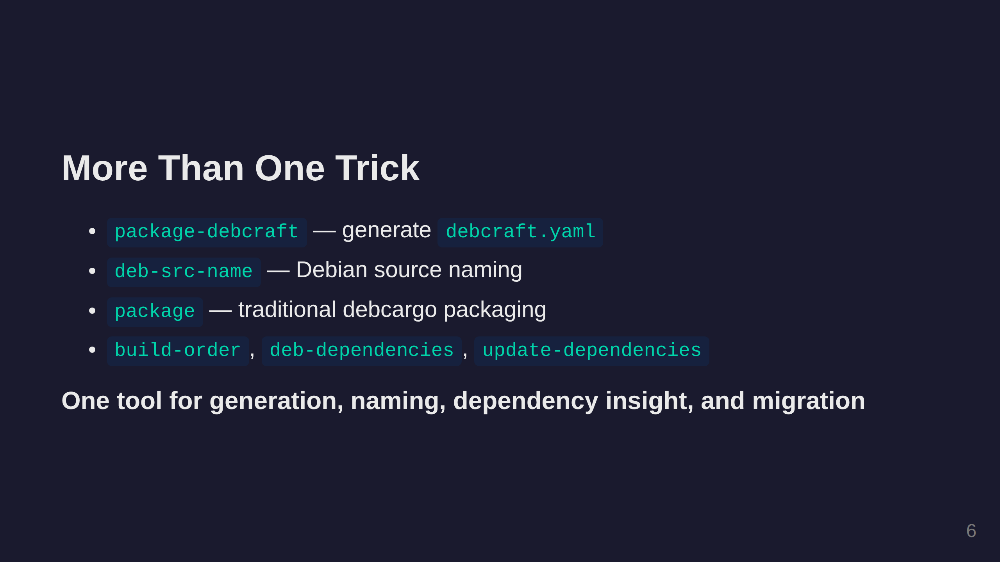 More Than One Trick
• package-debcraft — generate debcraft.yaml
• deb-src-name — Debian source naming
• package — traditional debcargo packaging
• build-order, deb-dependencies, update-dependencies
One tool for generation, naming, dependency insight, and migration
6